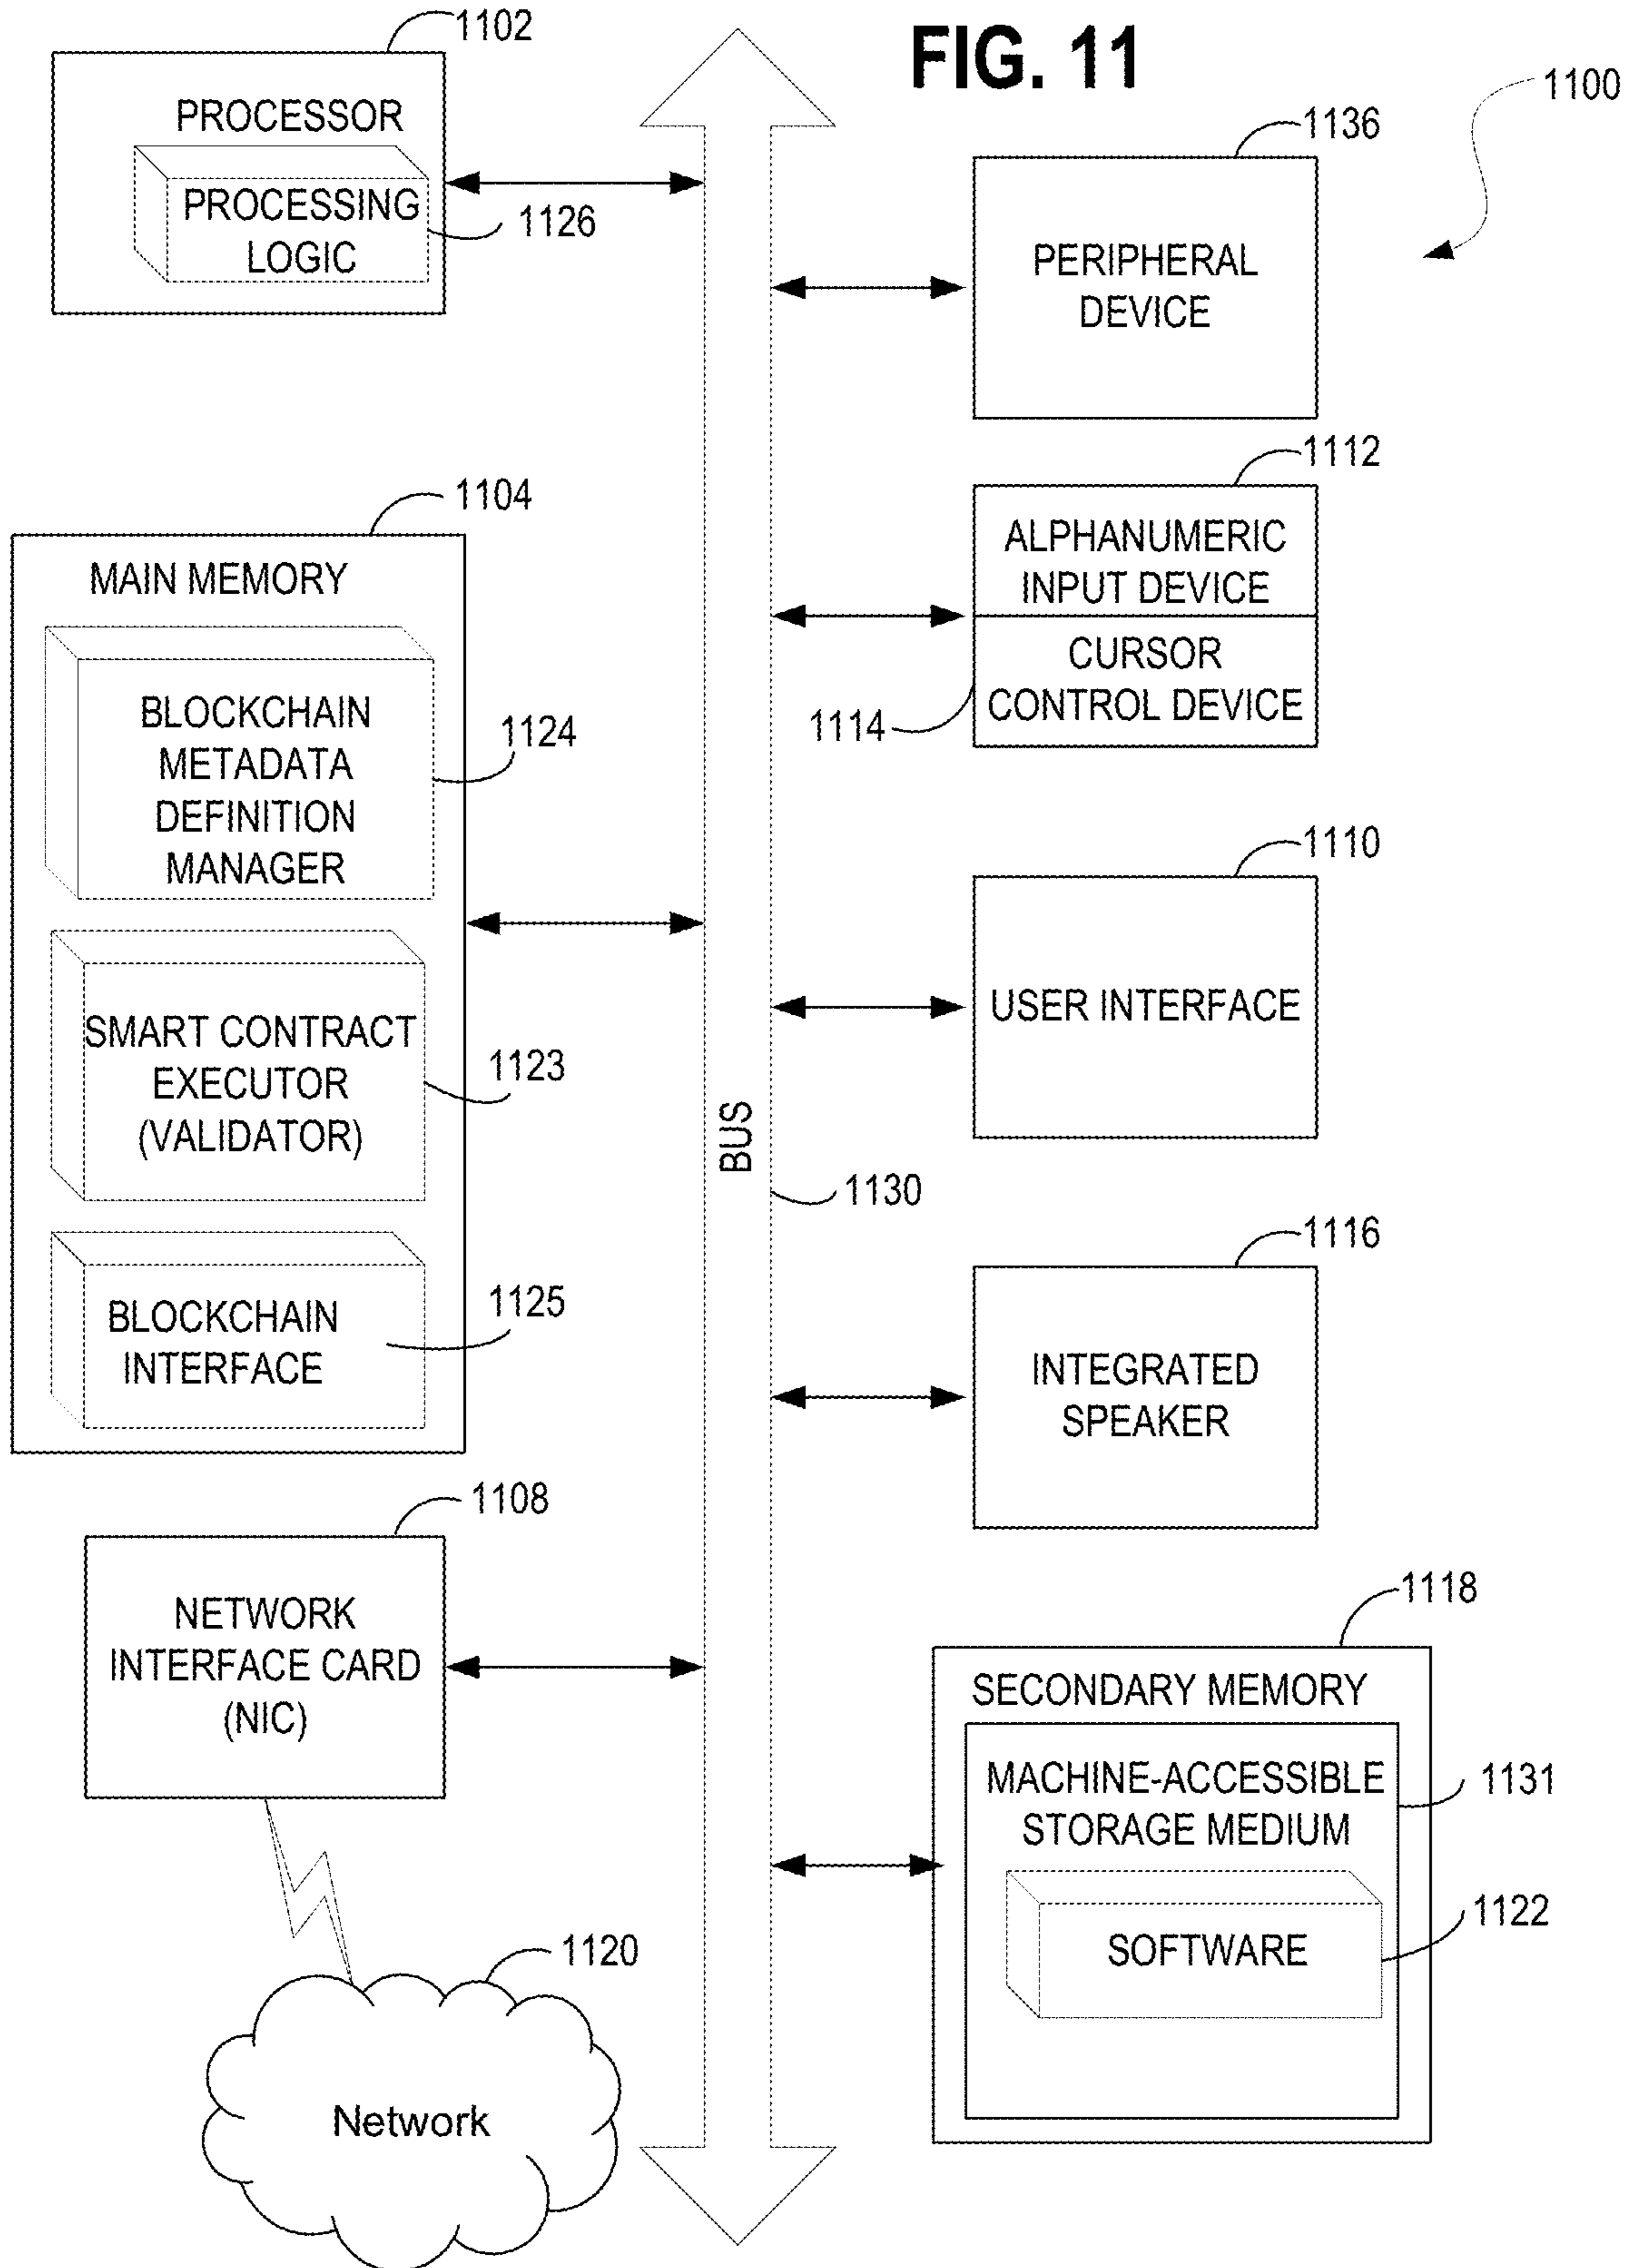 FIG. 11
1100
1102
PROCESSOR
PROCESSING
LOGIC
1126
1136
PERIPHERAL
DEVICE
1104
MAIN MEMORY
BLOCKCHAIN
METADATA
DEFINITION
MANAGER
1124
SMART CONTRACT
EXECUTOR
(VALIDATOR)
1123
BLOCKCHAIN
INTERFACE
1125
1112
ALPHANUMERIC
INPUT DEVICE
CURSOR
CONTROL DEVICE
1114
1110
USER INTERFACE
BUS
1130
1116
INTEGRATED
SPEAKER
1108
NETWORK
INTERFACE CARD
(NIC)
1120
Network
1118
SECONDARY MEMORY
MACHINE-ACCESSIBLE
STORAGE MEDIUM
1131
SOFTWARE
1122